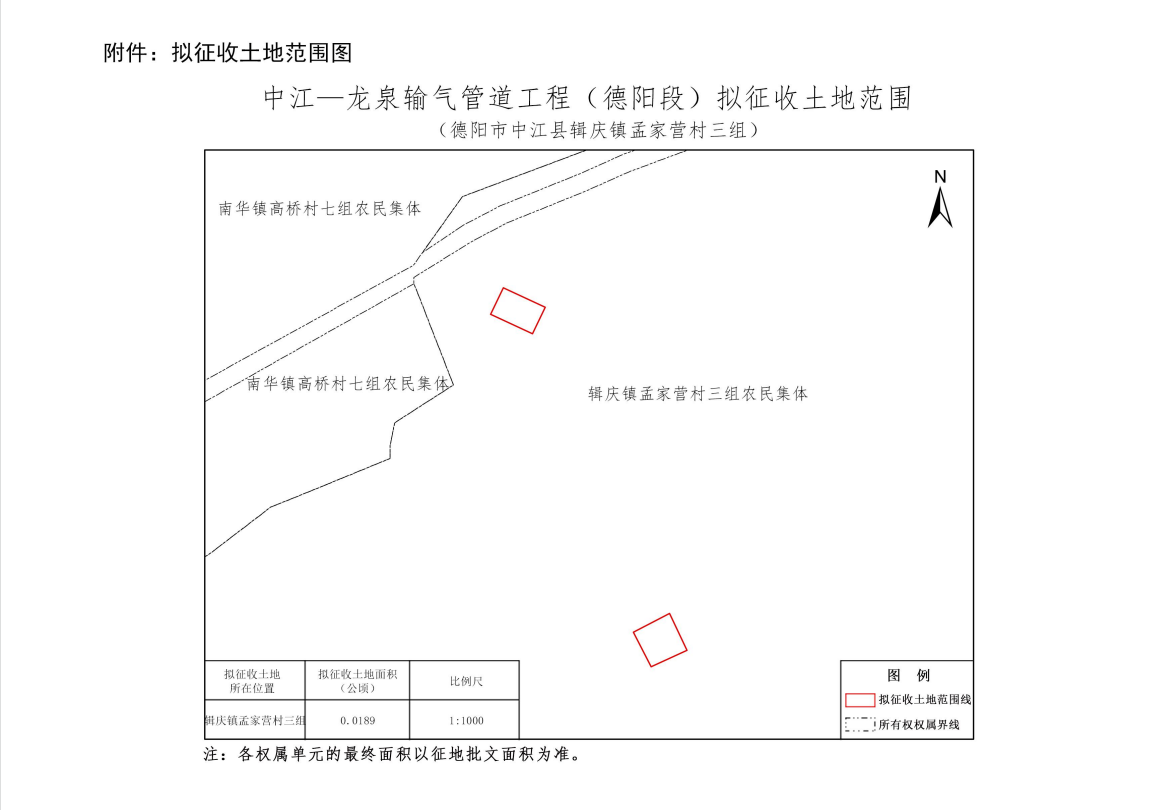 附件：拟征收土地范围图
中江—龙泉输气管道工程（德阳段）拟征收土地范围
（德阳市中江县辑庆镇孟家营村三组）
N
南华镇高桥村七组农民集体
南华镇高桥村七组农民集体
辑庆镇孟家营村三组农民集体
拟征收土地
所在位置
拟征收土地面积
（公顷）
比例尺
辑庆镇孟家营村三组
0.0189
1:1000
图 例
拟征收土地范围线
所有权权属界线
注：各权属单元的最终面积以征地批文面积为准。